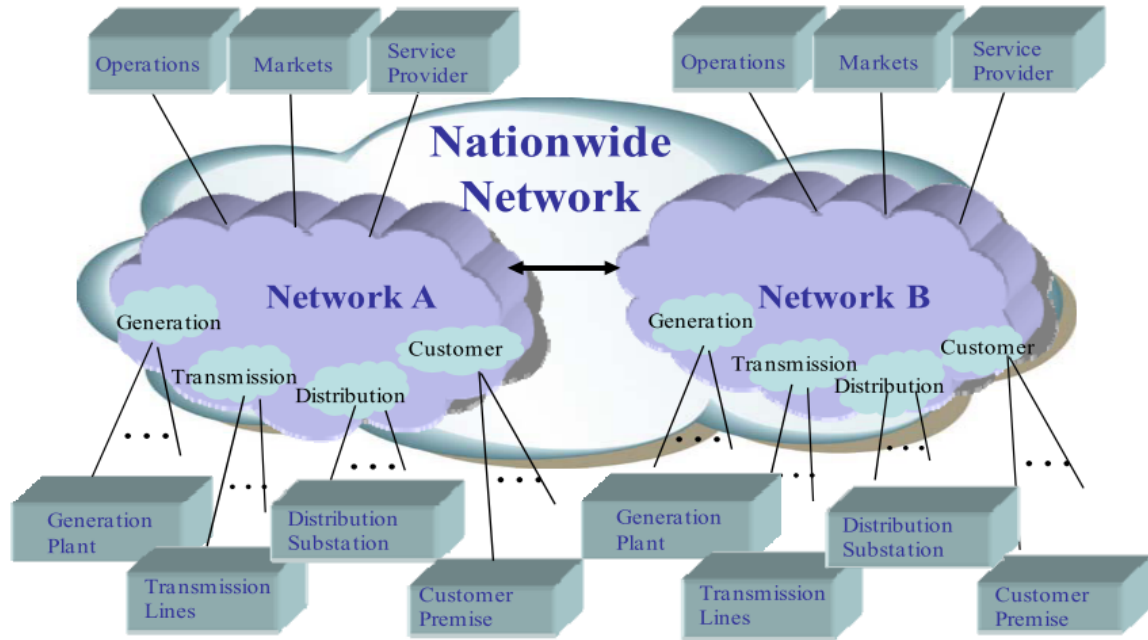 Operations
Markets
Service
Provider
Operations
Markets
Service
Provider
Nationwide
Network
Network A
Network B
Generation
Transmission
Distribution
Customer
Generation
Transmission
Distribution
Customer
Generation
Plant
Transmission
Lines
Distribution
Substation
Customer
Premise
Generation
Plant
Transmission
Lines
Distribution
Substation
Customer
Premise